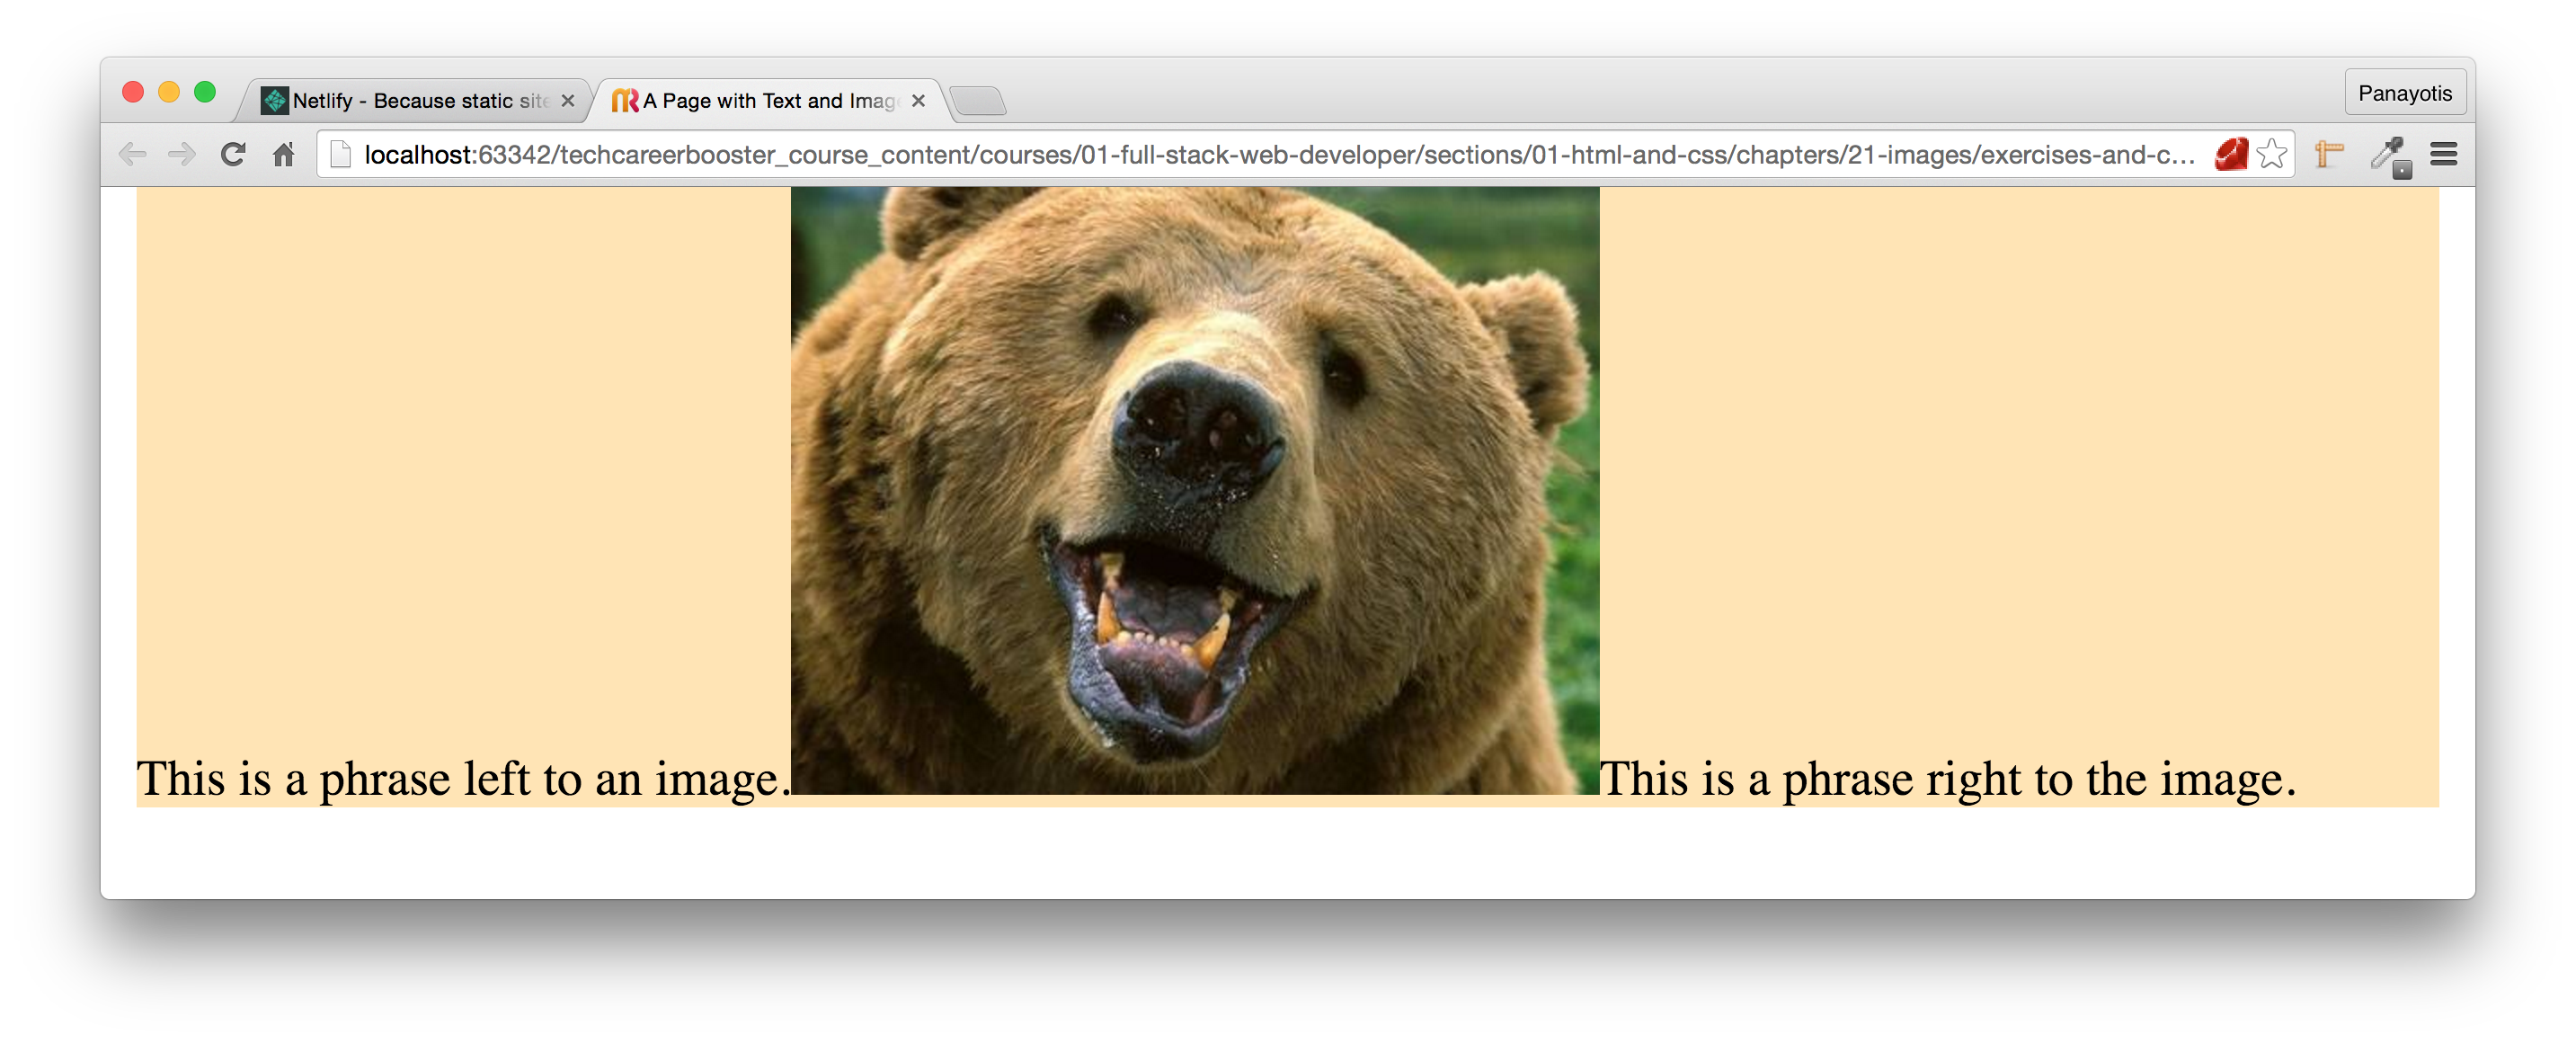 Netlify - Because static site
A Page with Text and Image
Panayotis
localhost:63342/techcareerbooster_course_content/courses/01-full-stack-web-developer/sections/01-html-and-css/chapters/21-images/exercises-and-c...
This is a phrase left to an image.
This is a phrase right to the image.